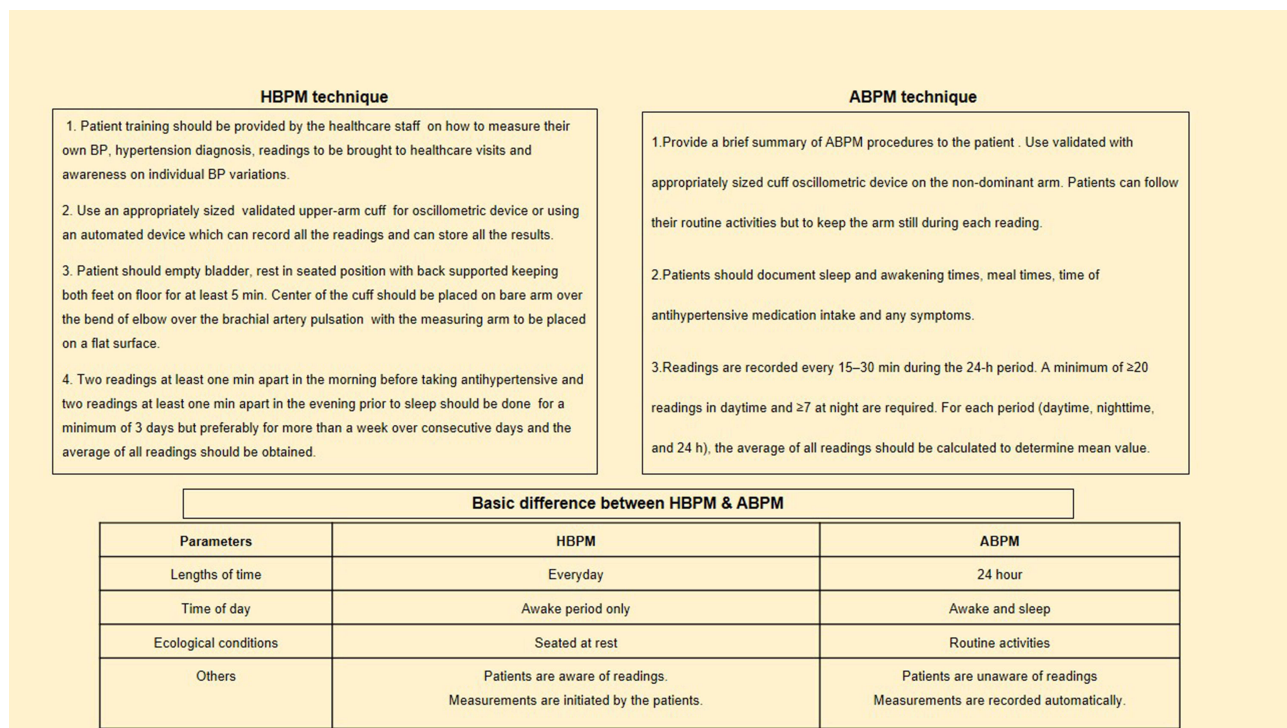 HBPM technique
1. Patient training should be provided by the healthcare staff on how to measure their
own BP, hypertension diagnosis, readings to be brought to healthcare visits and
awareness on individual BP variations.
2. Use an appropriately sized validated upper-arm cuff for oscillometric device or using
an automated device which can record all the readings and can store all the results.
3. Patient should empty bladder, rest in seated position with back supported keeping
both feet on floor for at least 5 min. Center of the cuff should be placed on bare arm over
the bend of elbow over the brachial artery pulsation with the measuring arm to be placed
on a flat surface.
4. Two readings at least one min apart in the morning before taking antihypertensive and
two readings at least one min apart in the evening prior to sleep should be done for a
minimum of 3 days but preferably for more than a week over consecutive days and the
average of all readings should be obtained.
ABPM technique
1.Provide a brief summary of ABPM procedures to the patient . Use validated with
appropriately sized cuff oscillometric device on the non-dominant arm. Patients can follow
their routine activities but to keep the arm still during each reading.
2.Patients should document sleep and awakening times, meal times, time of
antihypertensive medication intake and any symptoms.
3.Readings are recorded every 15–30 min during the 24-h period. A minimum of ≥20
readings in daytime and ≥7 at night are required. For each period (daytime, nighttime,
and 24 h), the average of all readings should be calculated to determine mean value.
Basic difference between HBPM & ABPM
Parameters HBPM ABPM
Lengths of time Everyday 24 hour
Time of day Awake period only Awake and sleep
Ecological conditions Seated at rest Routine activities
Others Patients are aware of readings. Patients are unaware of readings
Measurements are initiated by the patients. Measurements are recorded automatically.